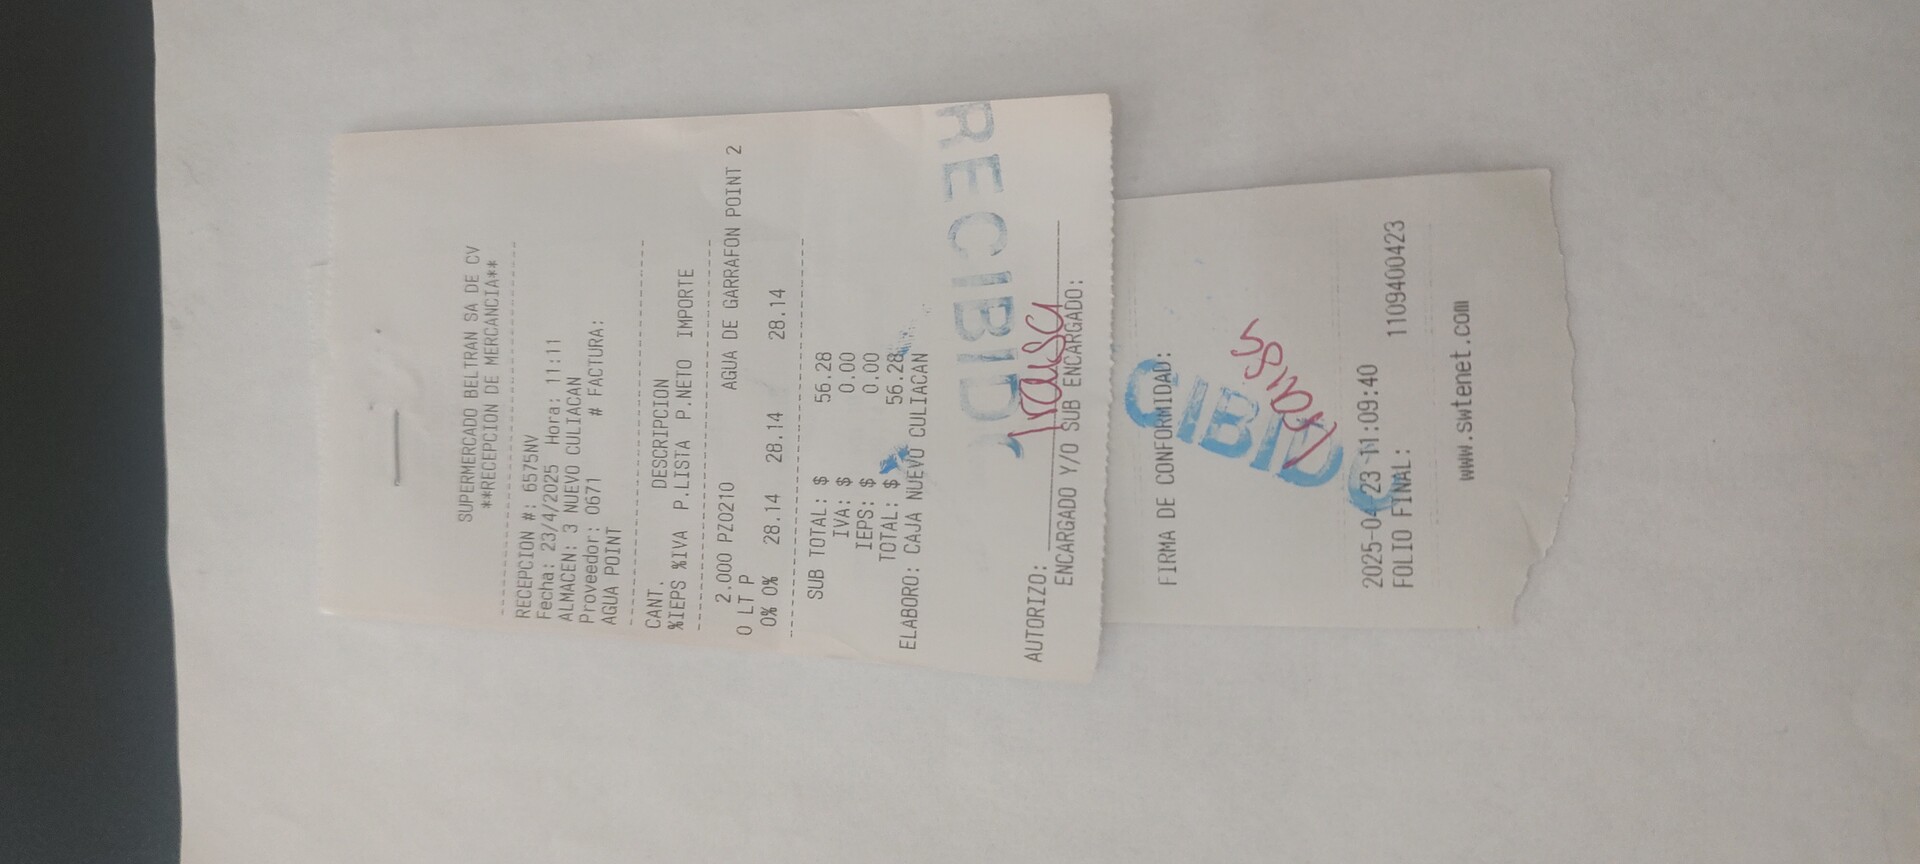 SUPERMERCADO BELTRAN SA DE CV
**RECEPCION DE MERCANCIA**
RECEPCION #: 6575NV
Fecha: 23/4/2025 Hora: 11:11
ALMACEN: 3 NUEVO CULIACAN
Proveedor: 0671 # FACTURA:
AGUA POINT
CANT. DESCRIPCION
%IEPS %IVA P.LISTA P.NETO IMPORTE
2.000 PZ0210 AGUA DE GARRAFON POINT 2
0 LT P
0% 0% 28.14 28.14 28.14
SUB TOTAL: $ 56.28
IVA: $ 0.00
IEPS: $ 0.00
TOTAL: $ 56.28
ELABORO: CAJA NUEVO CULIACAN
RECIBIDO
AUTORIZO:
ENCARGADO Y/O SUB ENCARGADO:
FIRMA DE CONFORMIDAD:
CIBIDO
2025-04-23 11:09:40
FOLIO FINAL: 1109400423
www.swtenet.com